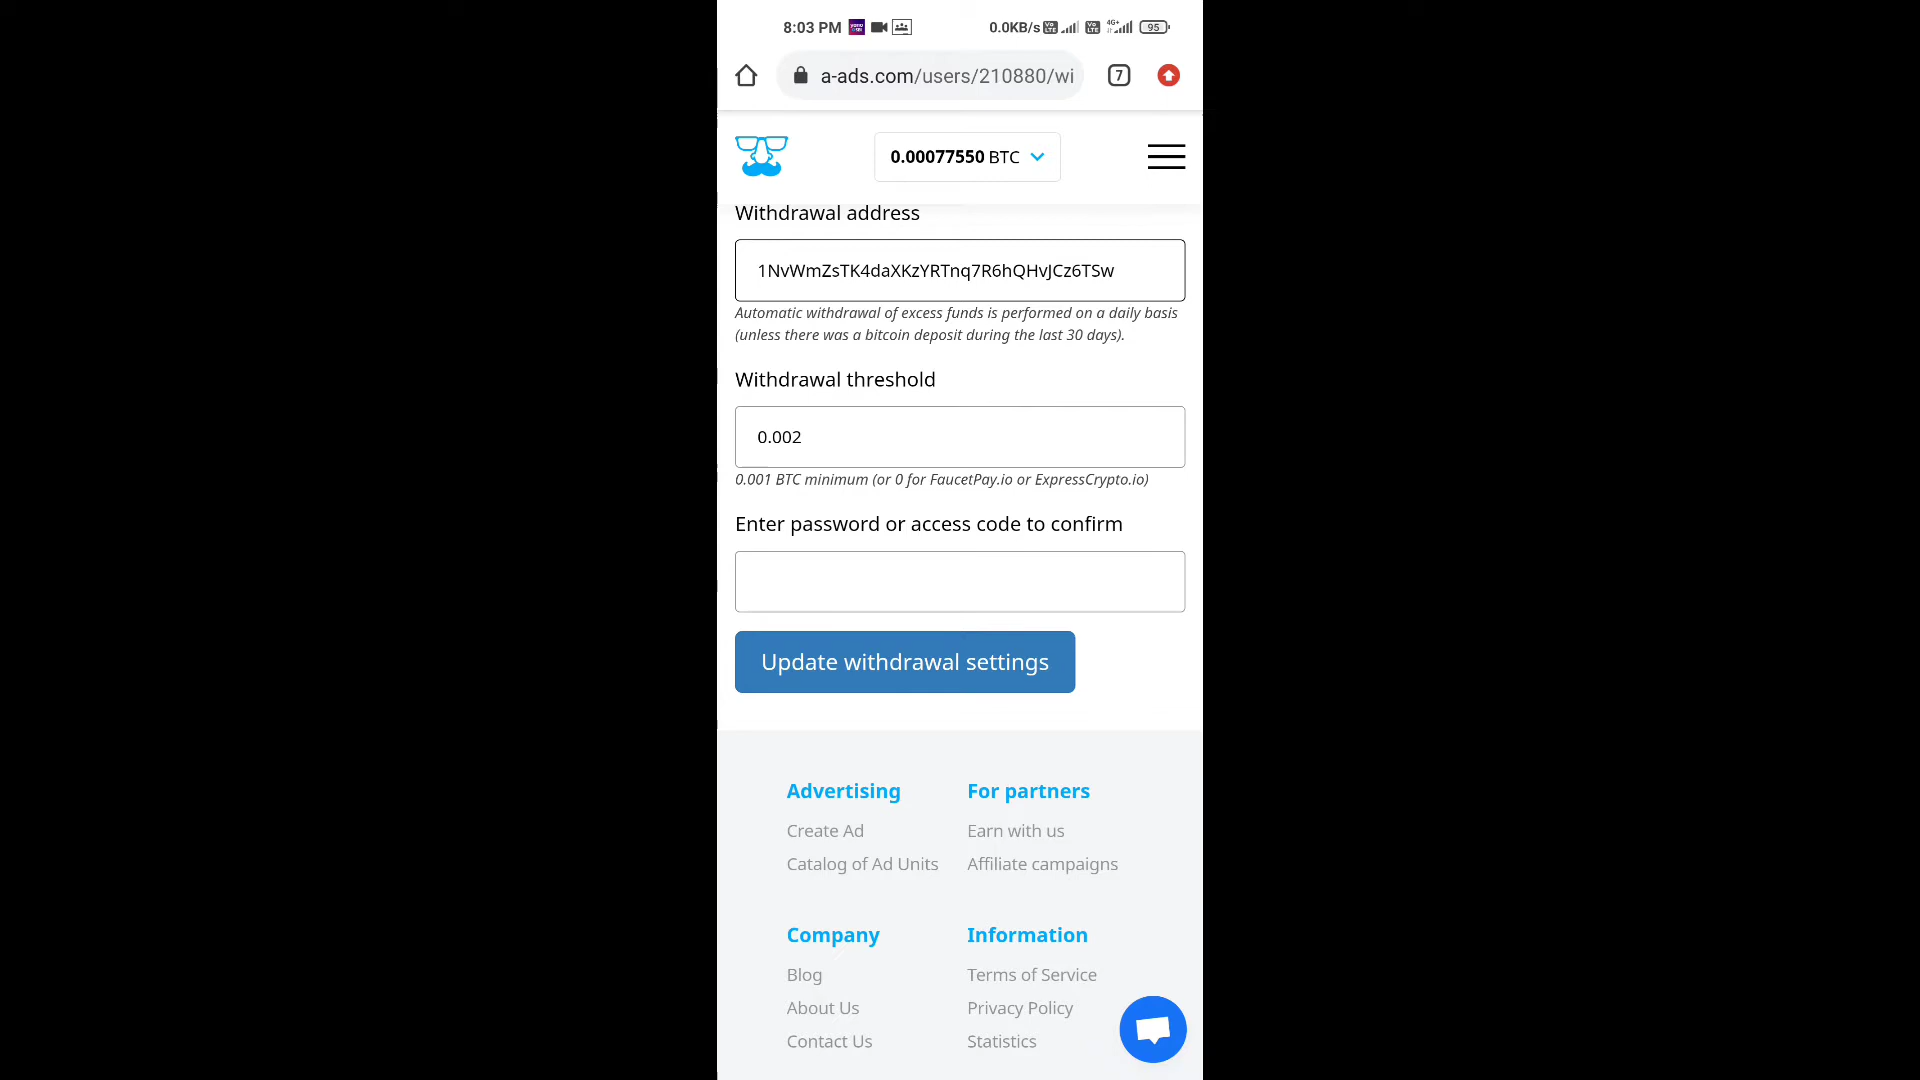 8:03 PM
0.0KB/s
4G+
95
a-ads.com/users/210880/wi
7
0.00077550 BTC
Withdrawal address
1NvWmZsTK4daXKzYRTnq7R6hQHvJCz6TSw
Automatic withdrawal of excess funds is performed on a daily basis
(unless there was a bitcoin deposit during the last 30 days).
Withdrawal threshold
0.002
0.001 BTC minimum (or 0 for FaucetPay.io or ExpressCrypto.io)
Enter password or access code to confirm
Update withdrawal settings
Advertising
For partners
Create Ad
Earn with us
Catalog of Ad Units
Affiliate campaigns
Company
Information
Blog
Terms of Service
About Us
Privacy Policy
Contact Us
Statistics